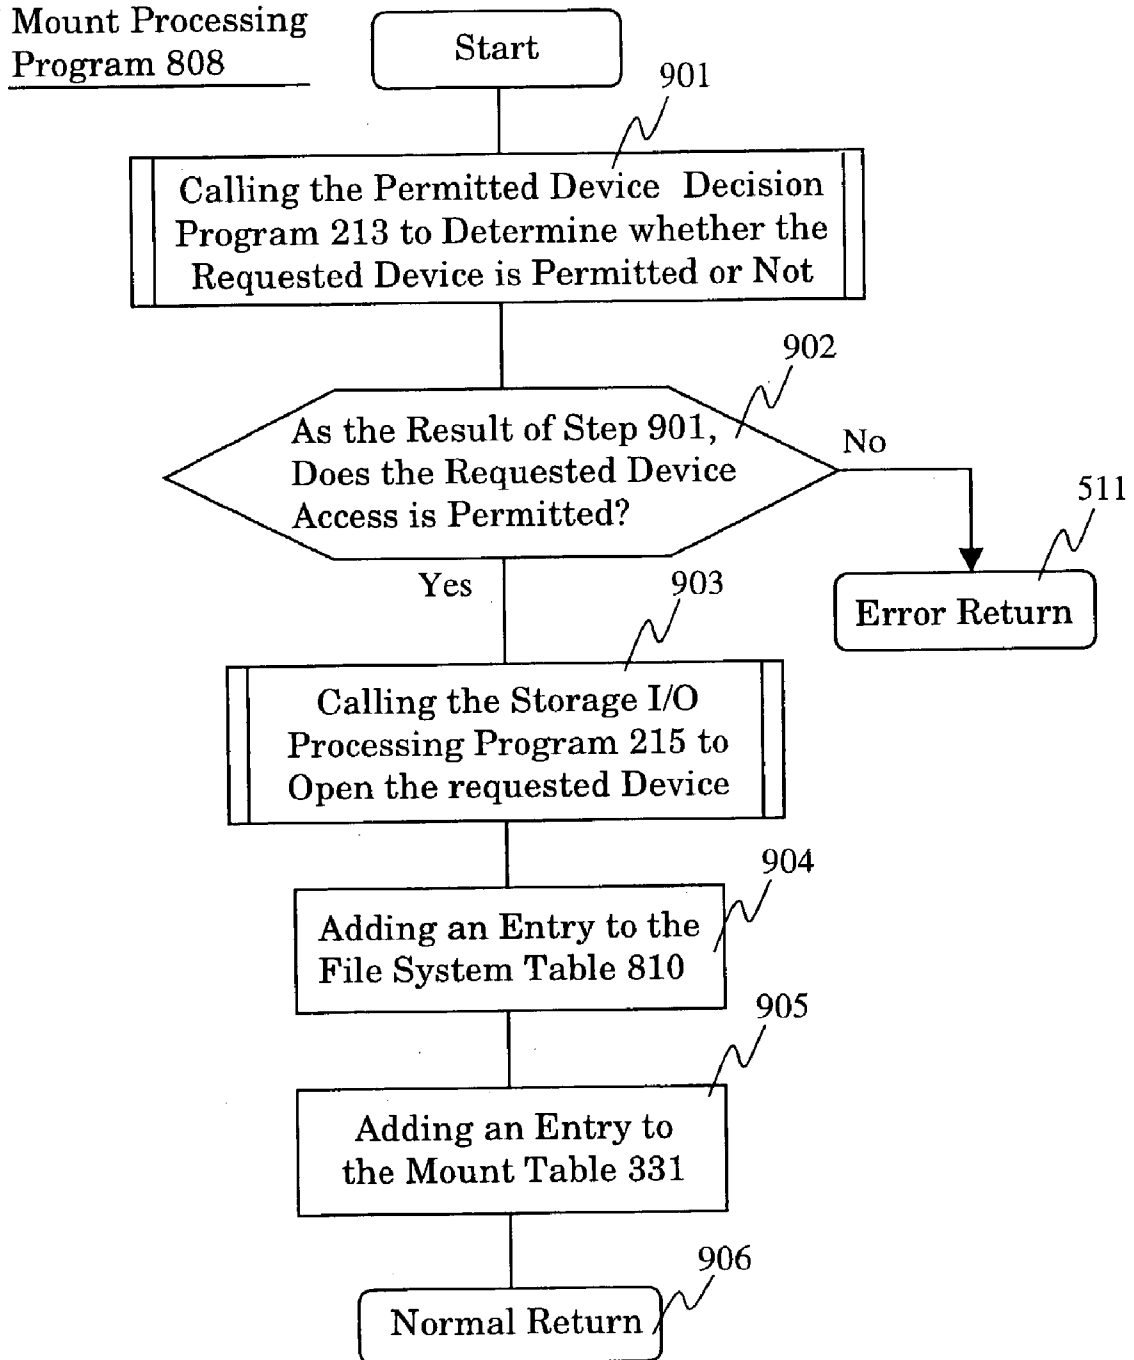 Mount Processing
Program 808
Start
901
Calling the Permitted Device Decision
Program 213 to Determine whether the
Requested Device is Permitted or Not
902
As the Result of Step 901,
Does the Requested Device
Access is Permitted?
No
511
Error Return
Yes
903
Calling the Storage I/O
Processing Program 215 to
Open the requested Device
904
Adding an Entry to the
File System Table 810
905
Adding an Entry to
the Mount Table 331
906
Normal Return